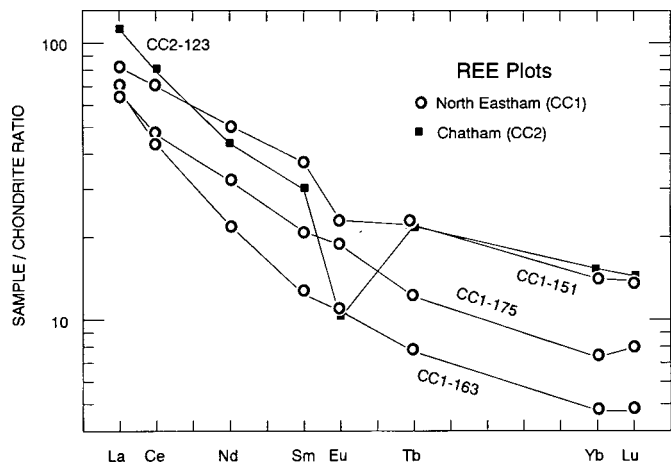 100
10
SAMPLE / CHONDRITE RATIO
CC2-123
REE Plots
North Eastham (CC1)
Chatham (CC2)
CC1-151
CC1-175
CC1-163
La Ce Nd Sm Eu Tb Yb Lu